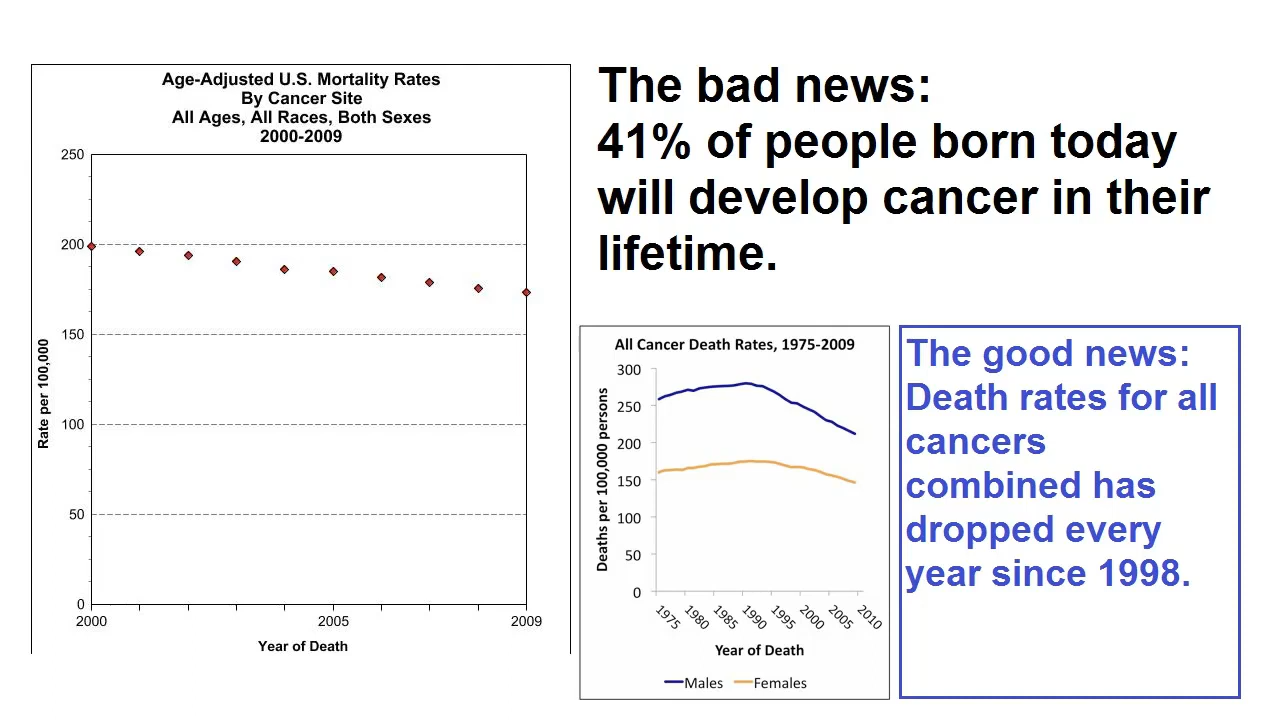 Age-Adjusted U.S. Mortality Rates
By Cancer Site
All Ages, All Races, Both Sexes
2000-2009
250
200
150
100
50
0
Rate per 100,000
2000
2005
2009
Year of Death
The bad news:
41% of people born today
will develop cancer in their
lifetime.
All Cancer Death Rates, 1975-2009
300
250
200
150
100
50
0
Deaths per 100,000 persons
1975
1980
1985
1990
1995
2000
2005
2010
Year of Death
Males
Females
The good news:
Death rates for all
cancers
combined has
dropped every
year since 1998.